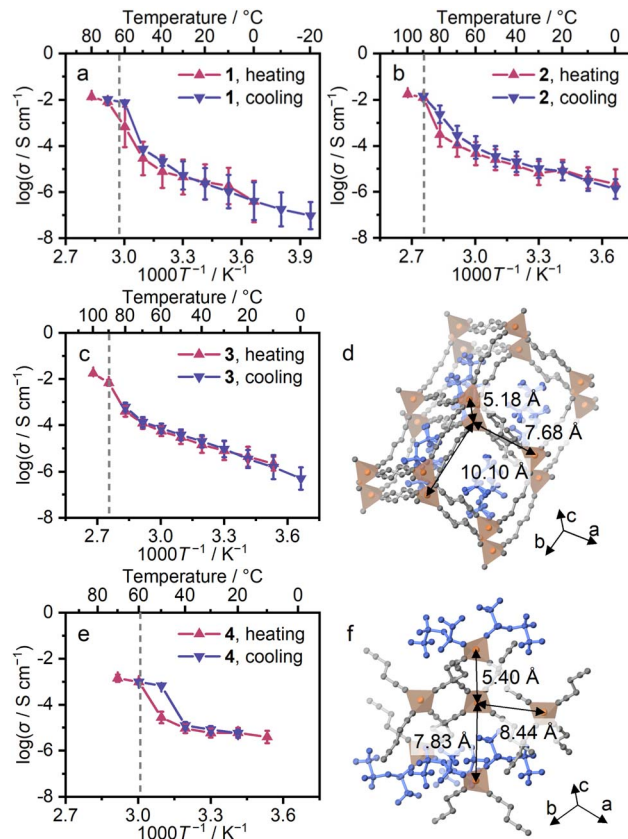 Temperature / °C
80 60 40 20 0 -20
a
1, heating
1, cooling
log(σ / S cm⁻¹)
0
-2
-4
-6
-8
2.7 3.0 3.3 3.6 3.9
1000T⁻¹ / K⁻¹
Temperature / °C
100 80 60 40 20 0
b
2, heating
2, cooling
log(σ / S cm⁻¹)
0
-2
-4
-6
-8
2.7 3.0 3.3 3.6
1000T⁻¹ / K⁻¹
Temperature / °C
100 80 60 40 20 0
c
3, heating
3, cooling
log(σ / S cm⁻¹)
0
-2
-4
-6
-8
2.7 3.0 3.3 3.6
1000T⁻¹ / K⁻¹
d
5.18 Å
7.68 Å
10.10 Å
c
a
b
Temperature / °C
80 60 40 20 0
e
4, heating
4, cooling
log(σ / S cm⁻¹)
0
-2
-4
-6
-8
2.7 3.0 3.3 3.6
1000T⁻¹ / K⁻¹
f
5.40 Å
8.44 Å
7.83 Å
c
b
a